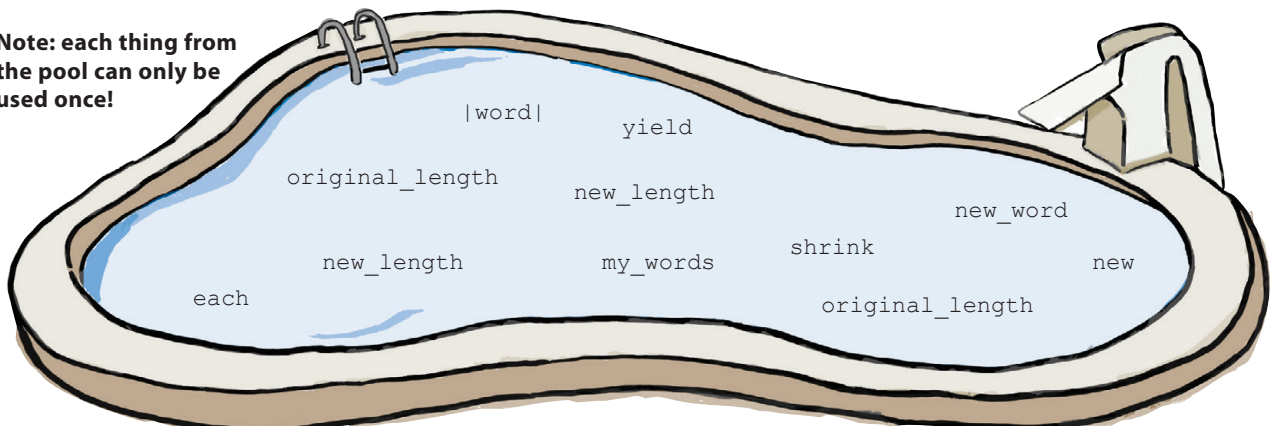 Note: each thing from
the pool can only be
used once!
|word|
yield
original_length
new_length
new_word
shrink
new_length
my_words
new
each
original_length